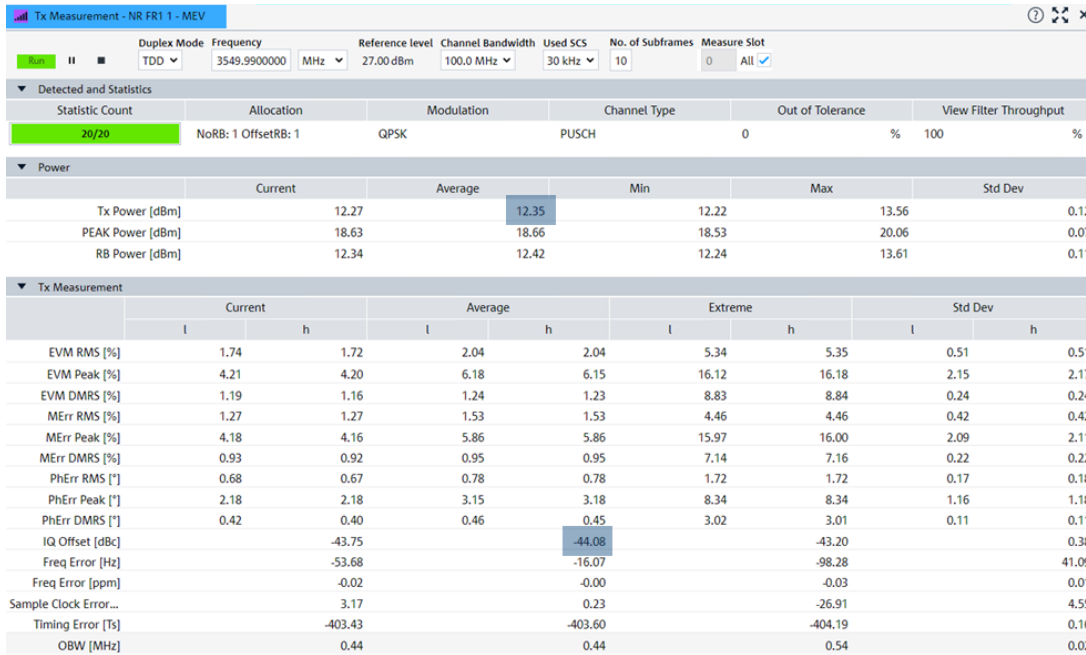 Tx Measurement - NR FR1 1 - MEV
Duplex Mode Frequency Reference level Channel Bandwidth Used SCS No. of Subframes Measure Slot
Run TDD 3549.9900000 MHz 27.00 dBm 100.0 MHz 30 kHz 10 0 All
Detected and Statistics
Statistic Count Allocation Modulation Channel Type Out of Tolerance View Filter Throughput
20/20 NoRB: 1 OffsetRB: 1 QPSK PUSCH 0 % 100 %
Power
Current Average Min Max Std Dev
Tx Power [dBm] 12.27 12.35 12.22 13.56
PEAK Power [dBm] 18.63 18.66 18.53 20.06
RB Power [dBm] 12.34 12.42 12.24 13.61
Tx Measurement
Current Average Extreme Std Dev
l h l h l h l h
EVM RMS [%] 1.74 1.72 2.04 2.04 5.34 5.35 0.51
EVM Peak [%] 4.21 4.20 6.18 6.15 16.12 16.18 2.15
EVM DMRS [%] 1.19 1.16 1.24 1.23 8.83 8.84 0.24
MErr RMS [%] 1.27 1.27 1.53 1.53 4.46 4.46 0.42
MErr Peak [%] 4.18 4.16 5.86 5.86 15.97 16.00 2.09
MErr DMRS [%] 0.93 0.92 0.95 0.95 7.14 7.16 0.22
PhErr RMS [°] 0.68 0.67 0.78 0.78 1.72 1.72 0.17
PhErr Peak [°] 2.18 2.18 3.15 3.18 8.34 8.34 1.16
PhErr DMRS [°] 0.42 0.40 0.46 0.45 3.02 3.01 0.11
IQ Offset [dBc] -43.75 -44.08 -43.20
Freq Error [Hz] -53.68 -16.07 -98.28 41.09
Freq Error [ppm] -0.02 -0.00 -0.03
Sample Clock Error... 3.17 0.23 -26.91
Timing Error [Ts] -403.43 -403.60 -404.19
OBW [MHz] 0.44 0.44 0.54